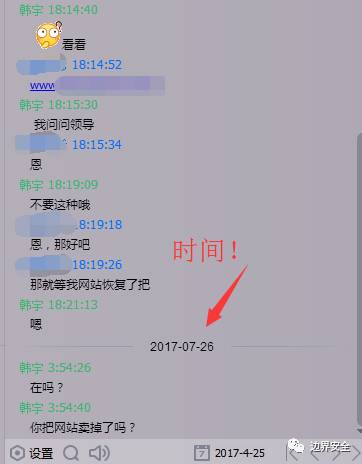 韩宇 18:14:40
看看
18:14:52
www
韩宇 18:15:30
我问问领导
18:15:34
恩
韩宇 18:19:09
不要这种哦
18:19:18
恩，那好吧
18:19:26
那就等我网站恢复了把
韩宇 18:21:13
嗯
时间！
2017-07-26
韩宇 3:54:26
在吗？
韩宇 3:54:40
你把网站卖掉了吗？
设置
7
2017-4-25
边界安全